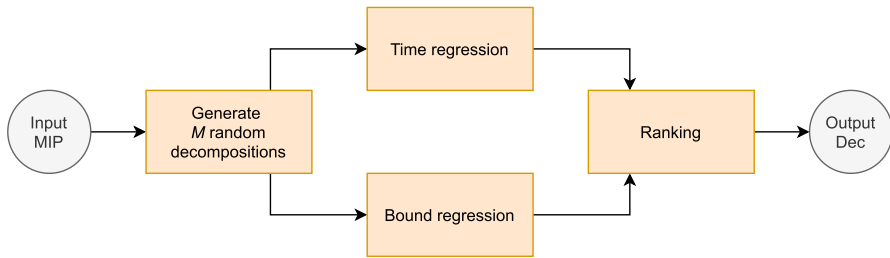 Input
MIP
Generate
M random
decompositions
Time regression
Bound regression
Ranking
Output
Dec